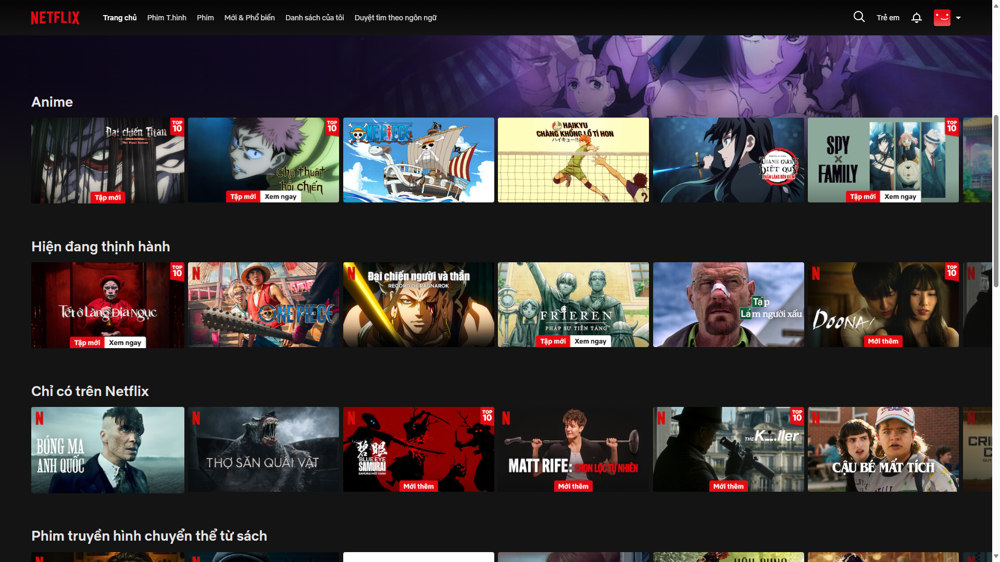 NETFLIX
Trang chủ
Phim T.hình
Phim
Mới & Phổ biến
Danh sách của tôi
Duyệt tìm theo ngôn ngữ
Trẻ em
Anime
Đại chiến Titan
The Final Season
TOP
10
Tập mới
TOP
10
Chú thuật
hồi chiến
Tập mới
Xem ngay
ONE PIECE
HAIKYU
CHÀNG KHỔNG LỒ TÍ HON
ハイキュー!!
THANH GƯƠM
DIỆT QUỶ
PHẦN LÀNG RÈN KIẾM
TOP
10
SPY
×
FAMILY
Tập mới
Xem ngay
Hiện đang thịnh hành
TOP
10
Tết ở Làng Địa Ngục
Tập mới
Xem ngay
N
ONE PIECE
N
Đại chiến người và thần
RECORD OF RAGNAROK
FRIEREN
PHÁP SƯ TIỄN TÁNG
Tập mới
Xem ngay
Tập
Làm người xấu
N
TOP
10
DOONA!
Mới thêm
N
Chỉ có trên Netflix
N
BÓNG MA
ANH QUỐC
N
THỢ SĂN QUÁI VẬT
N
TOP
10
碧眼
BLUE EYE
SAMURAI
SAMURAI MẮT XANH
Mới thêm
N
MATT RIFE: CHỌN LỌC TỰ NHIÊN
Mới thêm
N
TOP
10
THE K_ller
Mới thêm
N
CẬU BÉ MẤT TÍCH
N
CRI
C
QUY
Phim truyền hình chuyển thể từ sách
N
N
N